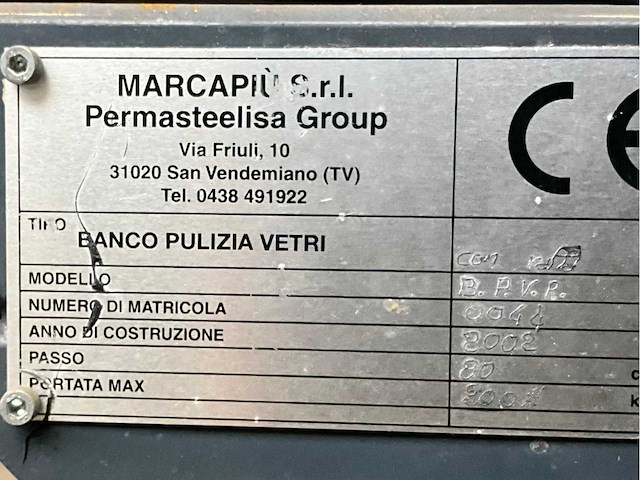 MARCAPIÙ S.r.l.
Permasteelisa Group
Via Friuli, 10
31020 San Vendemiano (TV)
Tel. 0438 491922
CE
TIPO
BANCO PULIZIA VETRI
CON
MODELLO B.P.V.R.
NUMERO DI MATRICOLA
ANNO DI COSTRUZIONE 2002
PASSO 80
PORTATA MAX